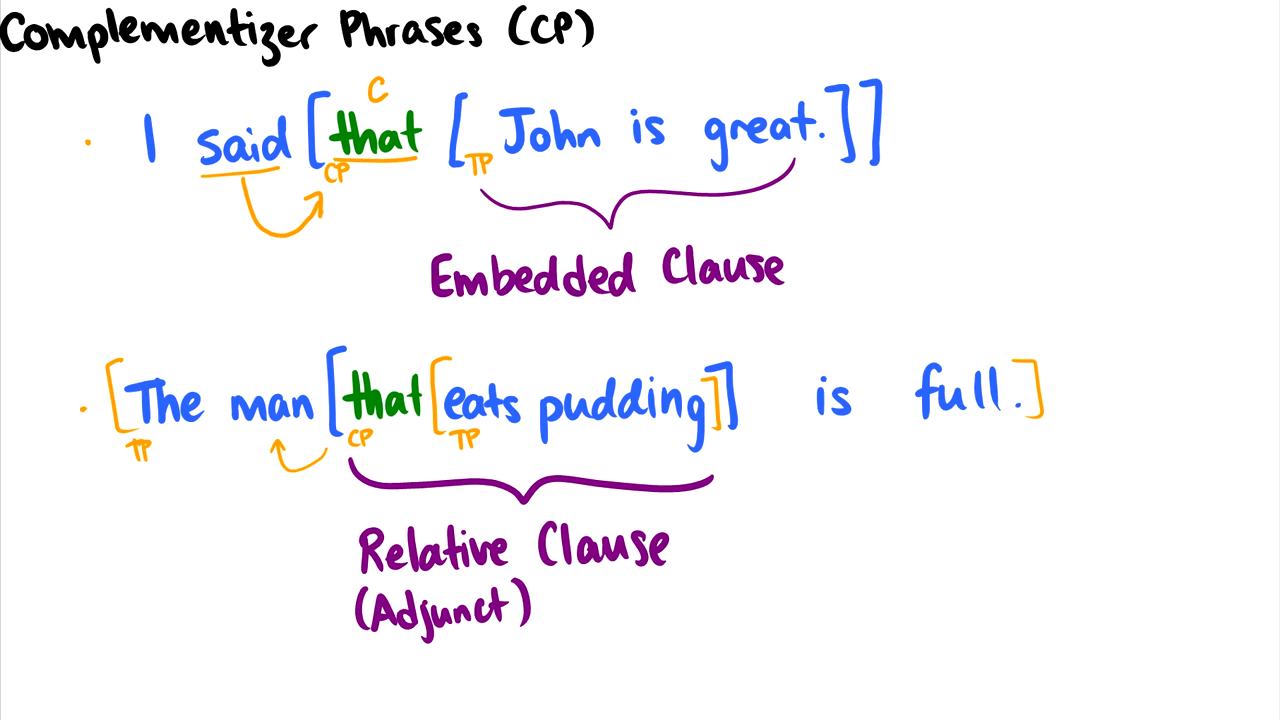 Complementizer Phrases (CP)
C
· I said [that [John is great.]]
CP TP
Embedded Clause
· [The man [that [eats pudding]] is full.]
TP CP TP
Relative Clause
(Adjunct)